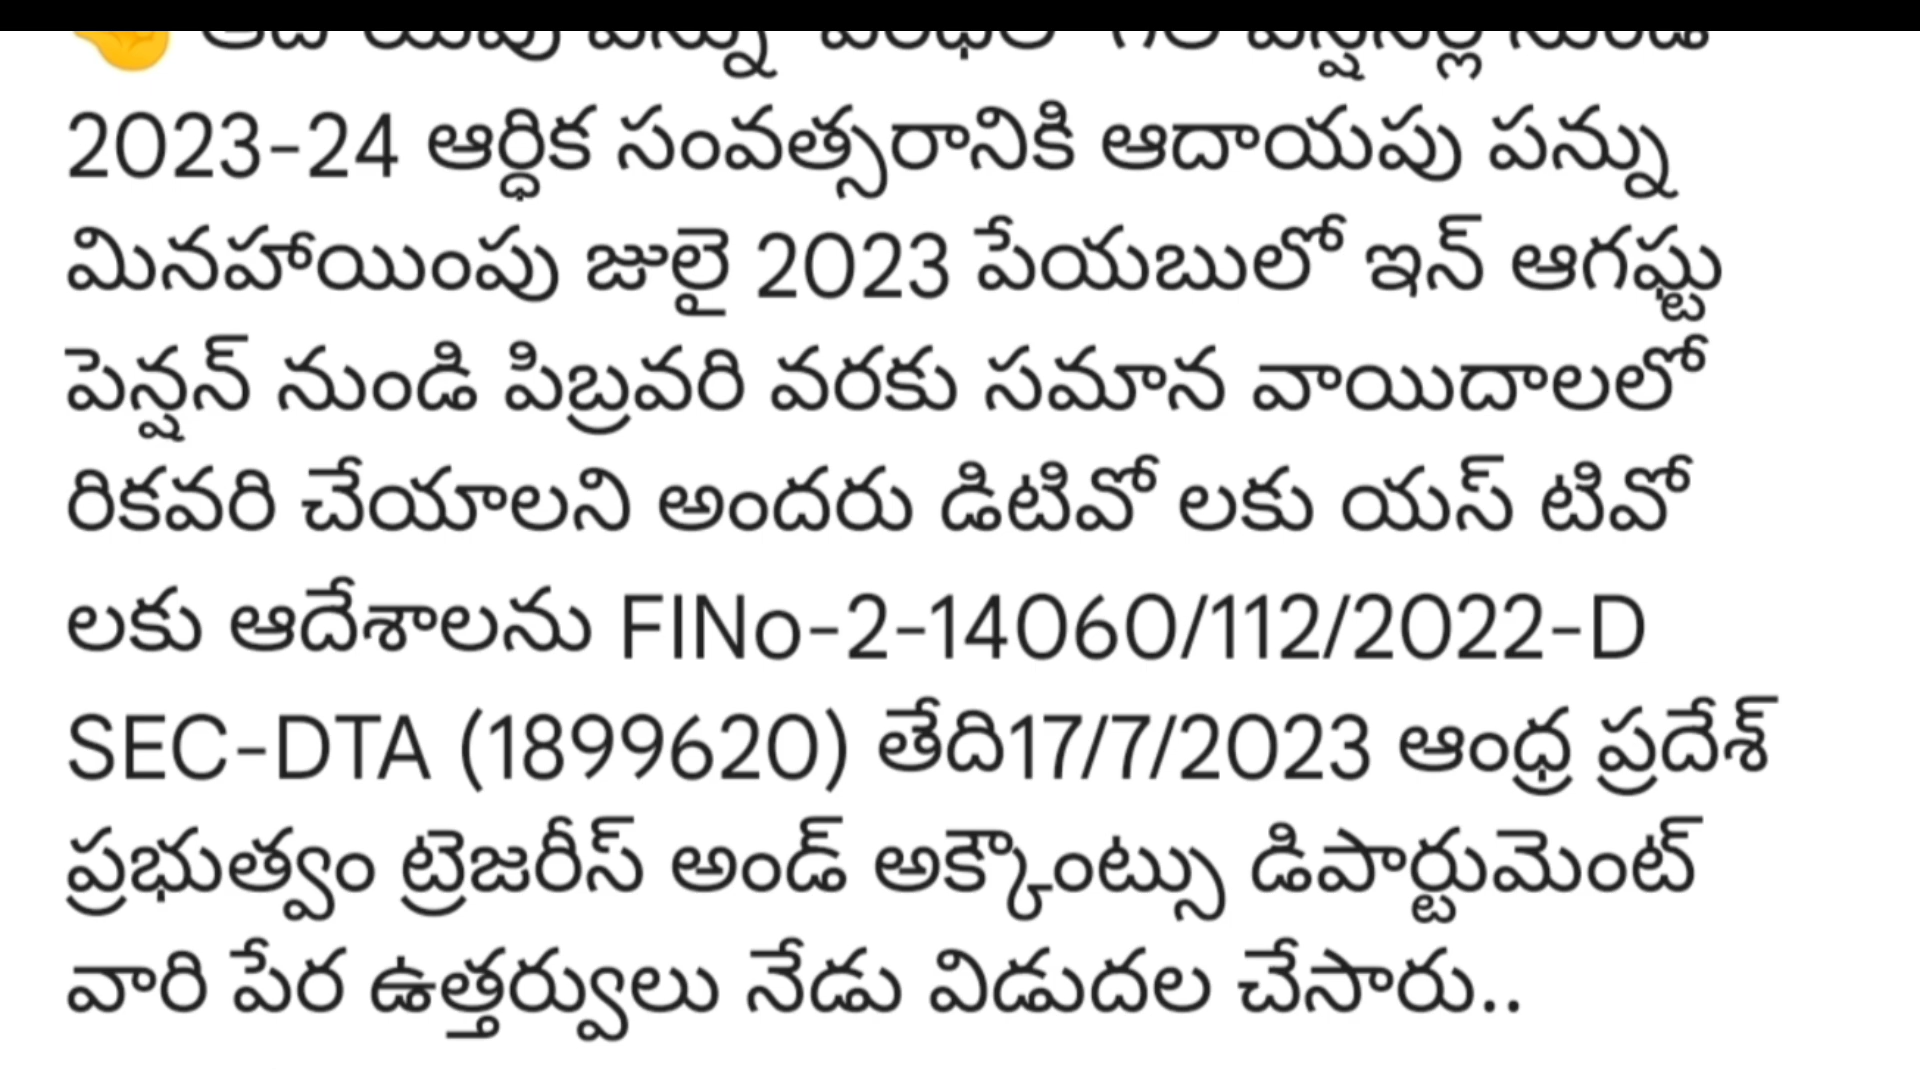 2023-24 ఆర్ధిక సంవత్సరానికి ఆదాయపు పన్ను
మినహాయింపు జులై 2023 పేయబులో ఇన్ ఆగష్టు
పెన్షన్ నుండి పిబ్రవరి వరకు సమాన వాయిదాలలో
రికవరి చేయాలని అందరు డిటివో లకు యస్ టివో
లకు ఆదేశాలను FINo-2-14060/112/2022-D
SEC-DTA (1899620) తేది17/7/2023 ఆంధ్ర ప్రదేశ్
ప్రభుత్వం ట్రెజరీస్ అండ్ అక్కౌంట్సు డిపార్టుమెంట్
వారి పేర ఉత్తర్వులు నేడు విడుదల చేసారు..